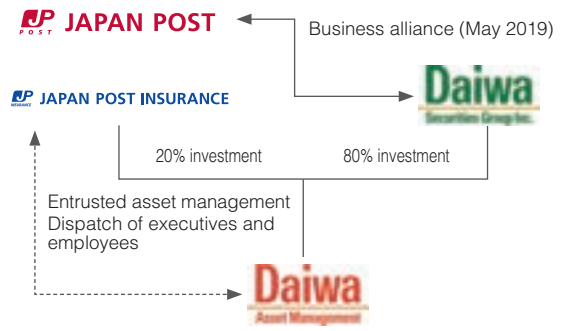 JP POST JAPAN POST
Business alliance (May 2019)
JP INSURANCE JAPAN POST INSURANCE
Daiwa
Securities Group Inc.
20% investment
80% investment
Entrusted asset management
Dispatch of executives and
employees
Daiwa
Asset Management